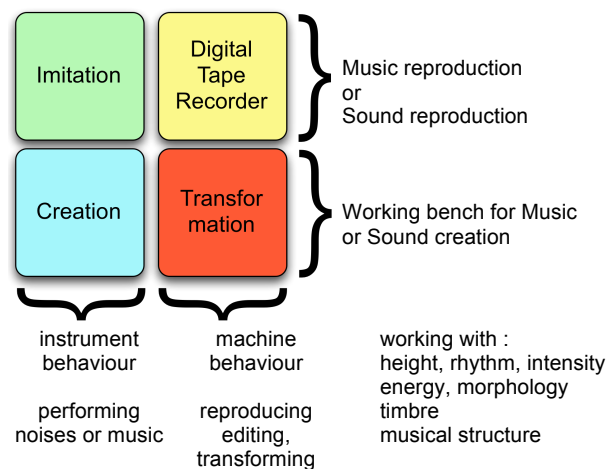 Imitation
Digital
Tape
Recorder
Music reproduction
or
Sound reproduction
Creation
Transfor
mation
Working bench for Music
or Sound creation
instrument
behaviour
performing
noises or music
machine
behaviour
reproducing
editing,
transforming
working with :
height, rhythm, intensity
energy, morphology
timbre
musical structure